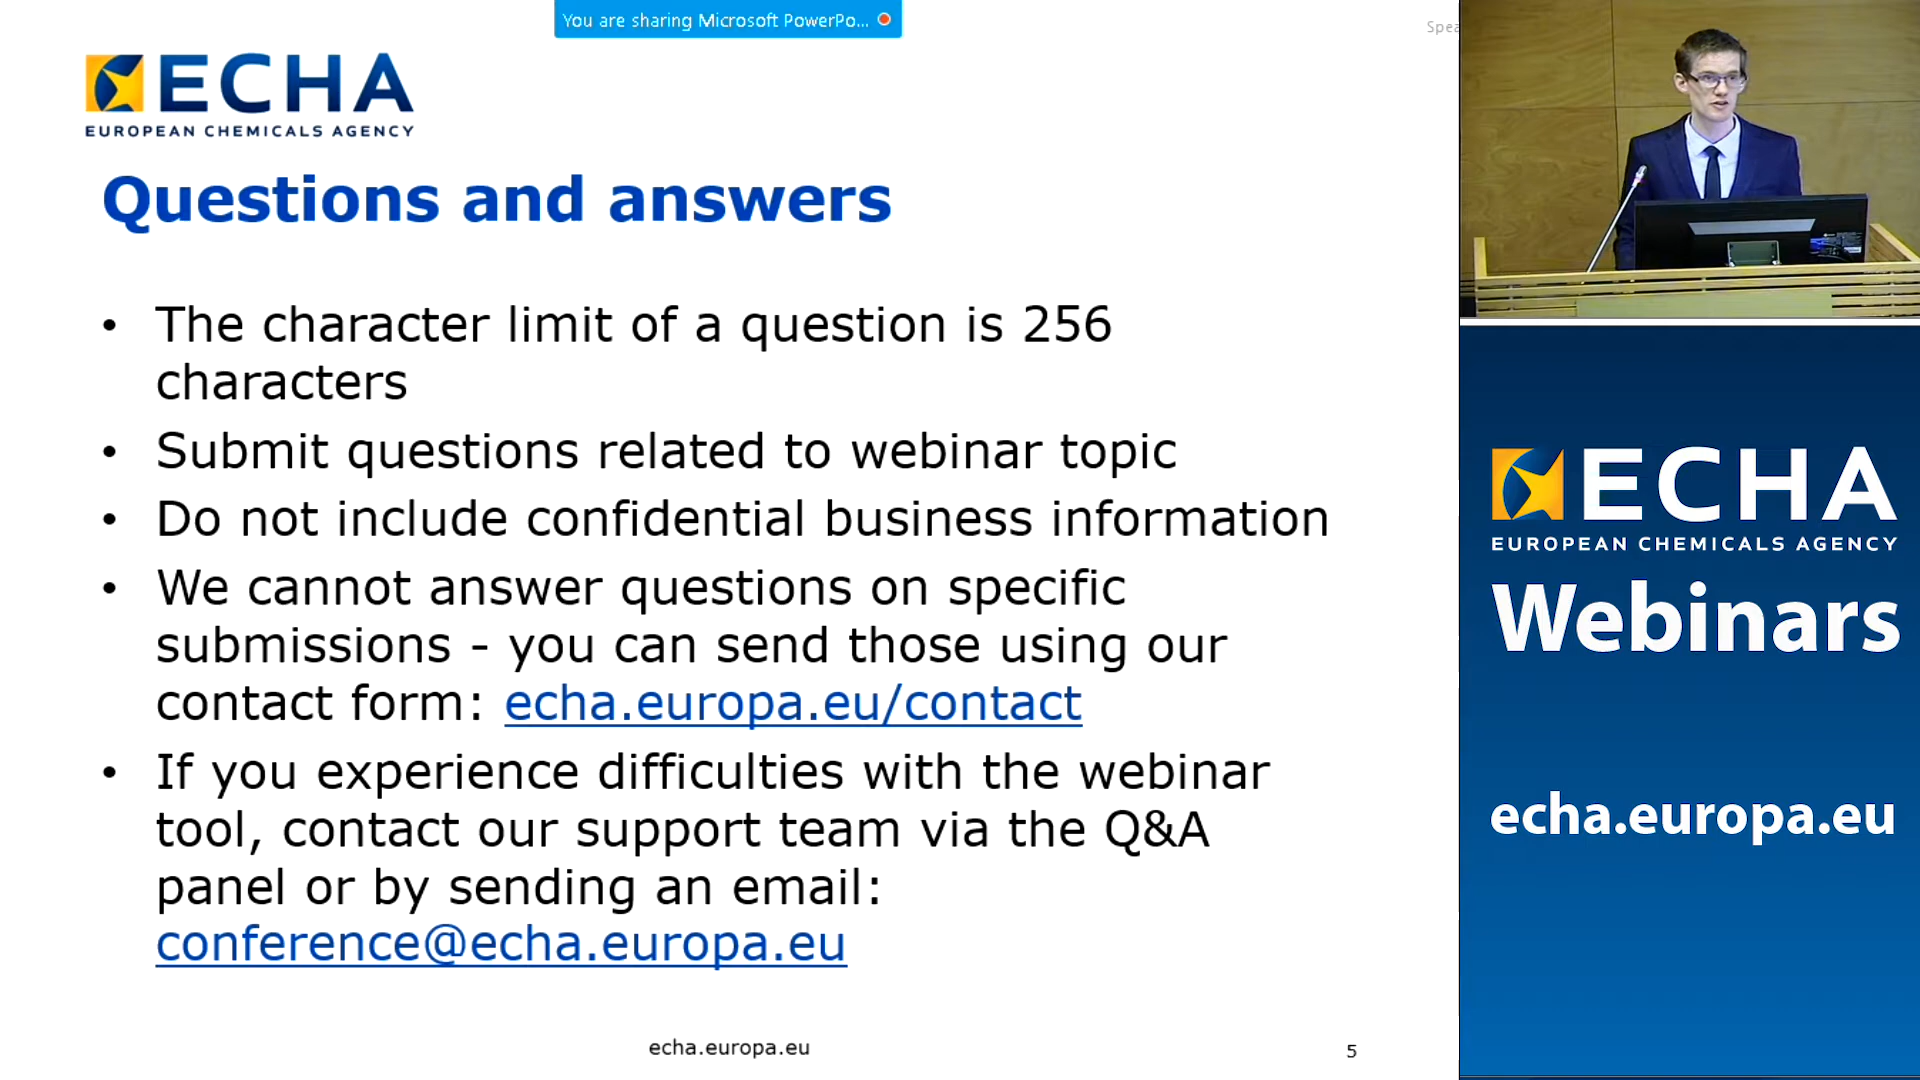 You are sharing Microsoft PowerPo...
ECHA
EUROPEAN CHEMICALS AGENCY
Questions and answers
• The character limit of a question is 256
characters
• Submit questions related to webinar topic
• Do not include confidential business information
• We cannot answer questions on specific
submissions - you can send those using our
contact form: echa.europa.eu/contact
• If you experience difficulties with the webinar
tool, contact our support team via the Q&A
panel or by sending an email:
conference@echa.europa.eu
echa.europa.eu
5
ECHA
EUROPEAN CHEMICALS AGENCY
Webinars
echa.europa.eu